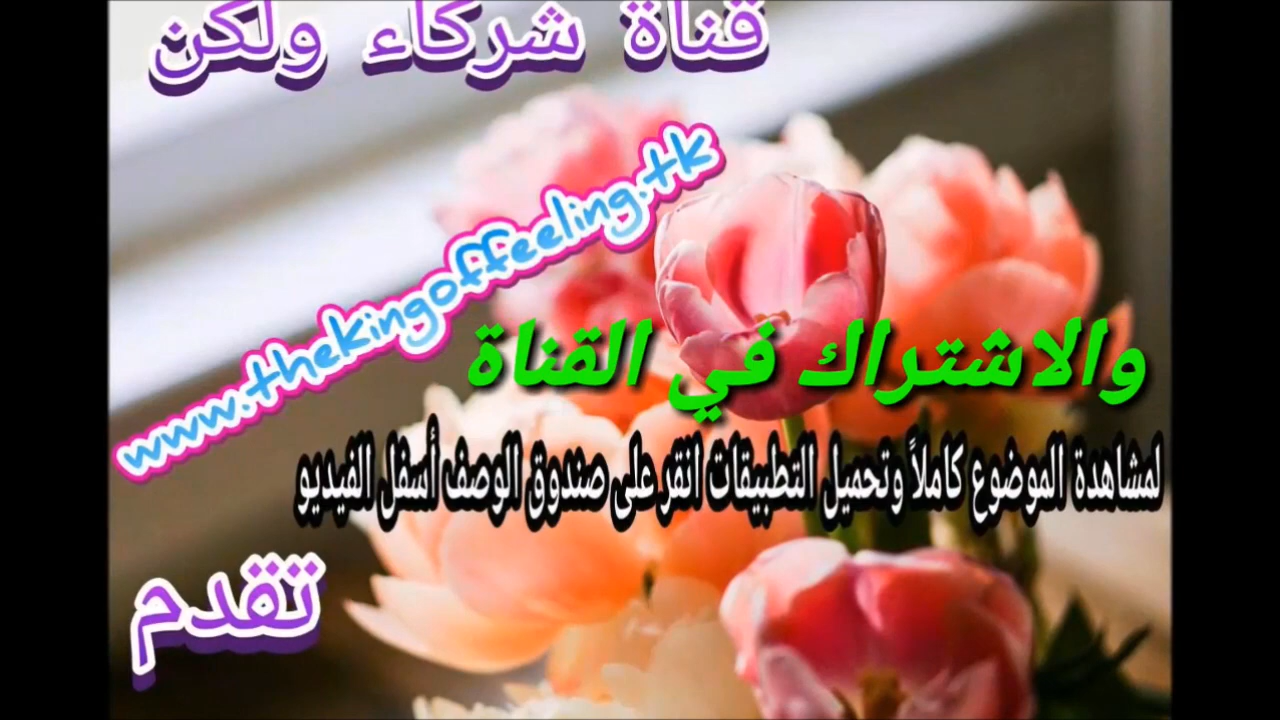 قناة شركاء ولكن
www.thekingoffeeling.tk
والاشتراك في القناة
لمشاهدة الموضوع كاملاً وتحميل التطبيقات انقر على صندوق الوصف أسفل الفيديو
تقدم